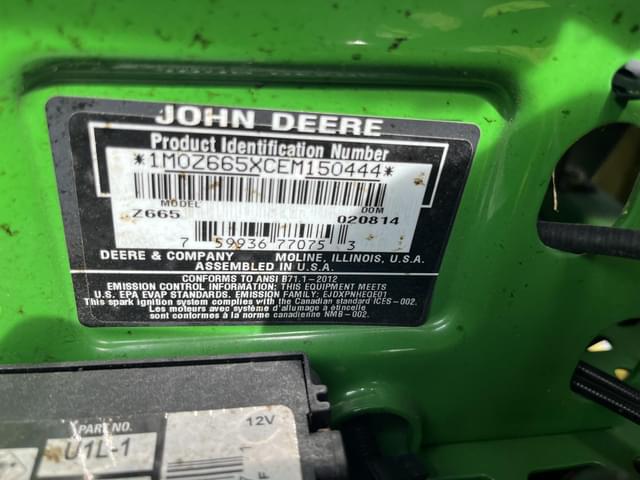 JOHN DEERE
Product Identification Number
*1M0Z665XCEM150444*
MODEL DOM
Z665 020814
7 59936 77075 3
DEERE & COMPANY MOLINE, ILLINOIS, U.S.A.
ASSEMBLED IN U.S.A.
CONFORMS TO ANSI B71.1-2012
EMISSION CONTROL INFORMATION: THIS EQUIPMENT MEETS
U.S. EPA EVAP STANDARDS. EMISSION FAMILY: EJDXPNHEQE01
This spark ignition system complies with the Canadian standard ICES-002.
Les moteurs avec système d'allumage à étincelle
sont conformes à la norme canadienne NMB-002.
PART NO. 12V
U1L-1